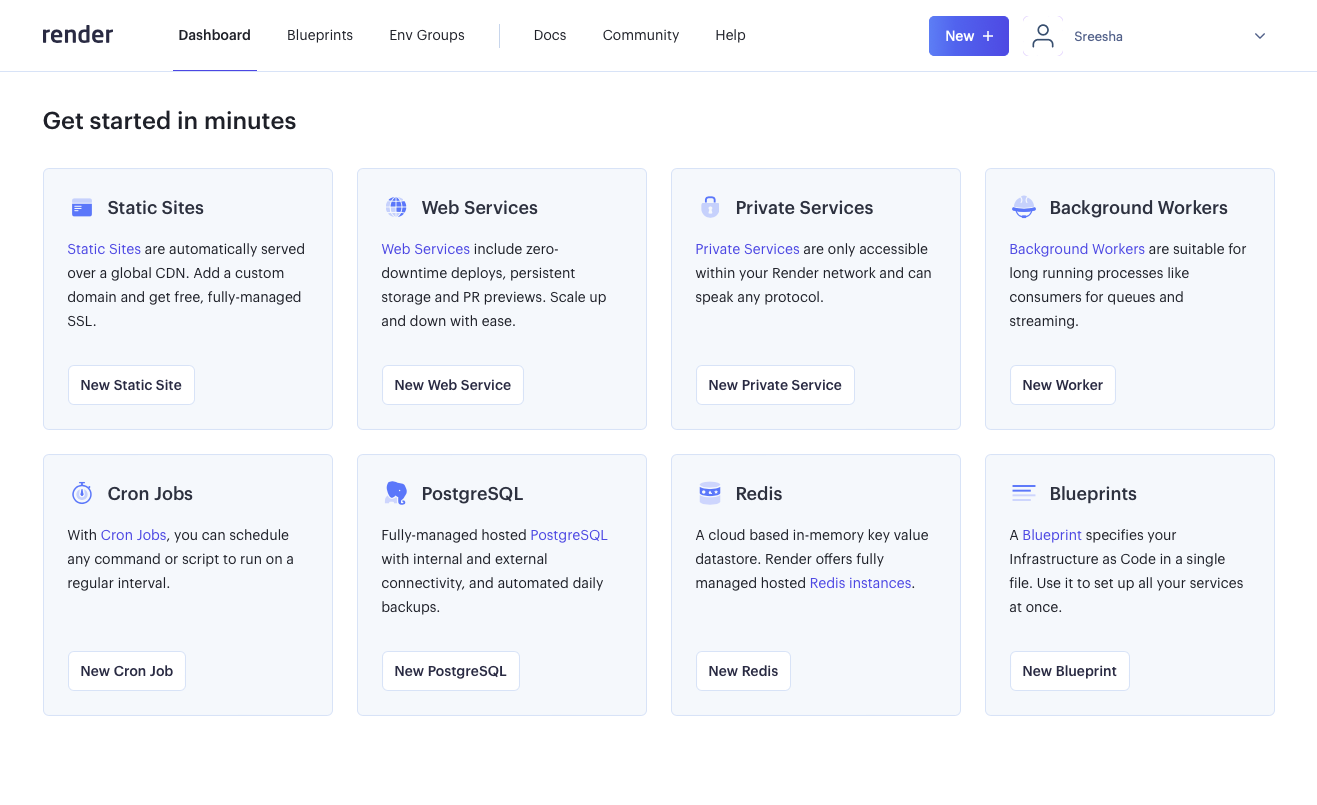 render
Dashboard
Blueprints
Env Groups
Docs
Community
Help
New +
Sreesha
Get started in minutes
Static Sites
Static Sites are automatically served
over a global CDN. Add a custom
domain and get free, fully-managed
SSL.
New Static Site
Web Services
Web Services include zero-
downtime deploys, persistent
storage and PR previews. Scale up
and down with ease.
New Web Service
Private Services
Private Services are only accessible
within your Render network and can
speak any protocol.
New Private Service
Background Workers
Background Workers are suitable for
long running processes like
consumers for queues and
streaming.
New Worker
Cron Jobs
With Cron Jobs, you can schedule
any command or script to run on a
regular interval.
New Cron Job
PostgreSQL
Fully-managed hosted PostgreSQL
with internal and external
connectivity, and automated daily
backups.
New PostgreSQL
Redis
A cloud based in-memory key value
datastore. Render offers fully
managed hosted Redis instances.
New Redis
Blueprints
A Blueprint specifies your
Infrastructure as Code in a single
file. Use it to set up all your services
at once.
New Blueprint